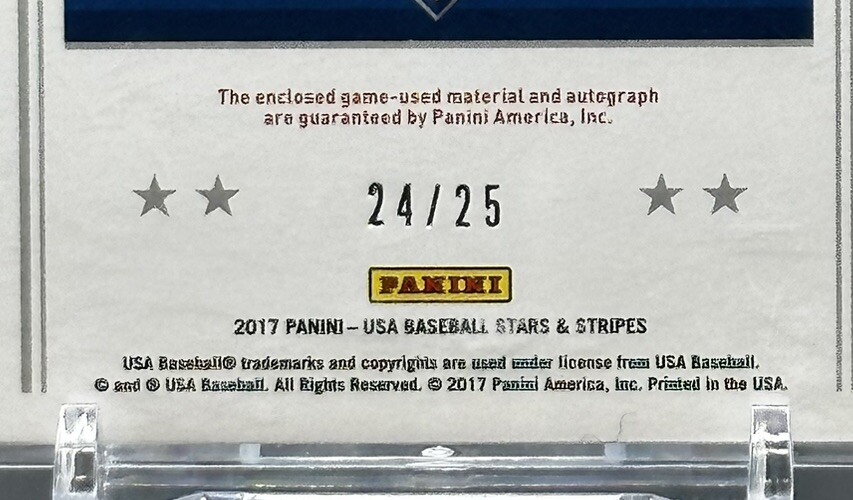 The enclosed game-used material and autograph
are guaranteed by Panini America, Inc.
24/25
PANINI
2017 PANINI – USA BASEBALL STARS & STRIPES
USA Baseball® trademarks and copyrights are used under license from USA Baseball.
© and ® USA Baseball. All Rights Reserved. © 2017 Panini America, Inc. Printed in the USA.